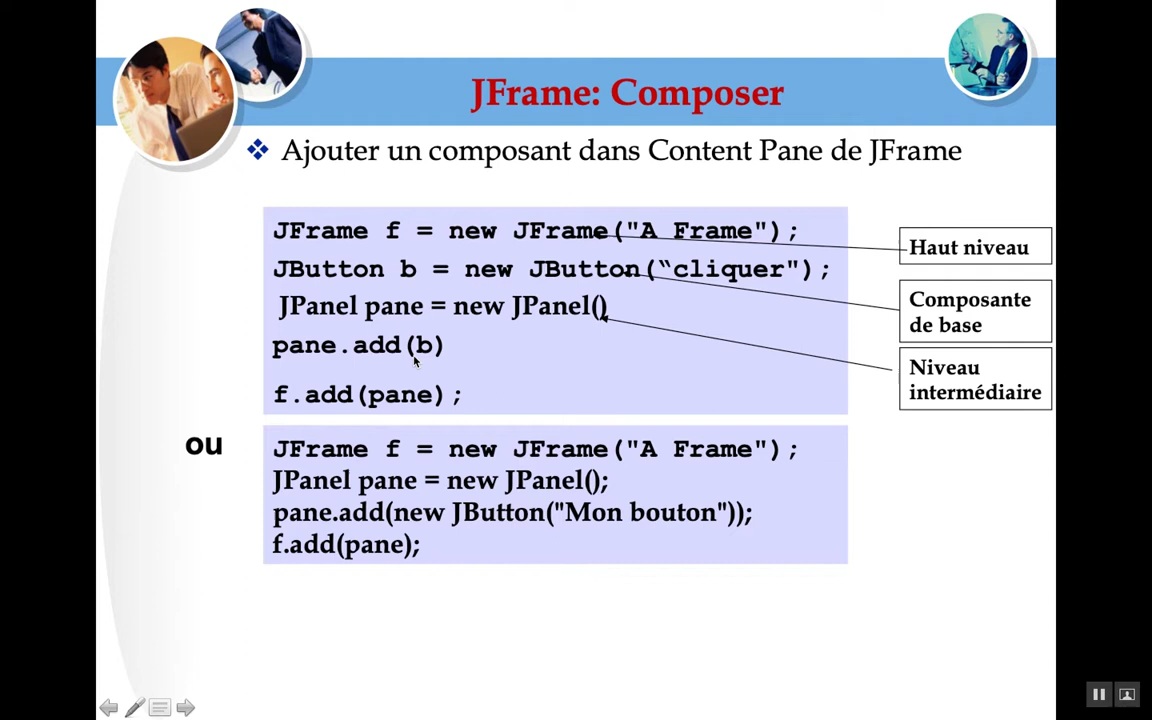 JFrame: Composer
Ajouter un composant dans Content Pane de JFrame
JFrame f = new JFrame("A Frame");
JButton b = new JButton(“cliquer");
JPanel pane = new JPanel()
pane.add(b)
f.add(pane);
Haut niveau
Composante
de base
Niveau
intermédiaire
ou
JFrame f = new JFrame("A Frame");
JPanel pane = new JPanel();
pane.add(new JButton("Mon bouton"));
f.add(pane);